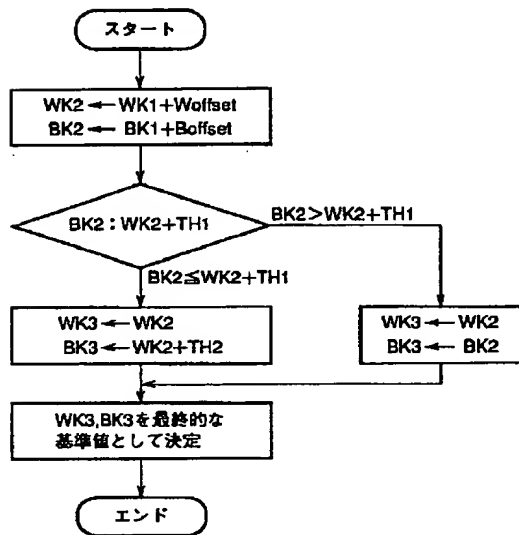 スタート
WK2←WK1+Woffset
BK2←BK1+Boffset
BK2：WK2+TH1
BK2>WK2+TH1
BK2≦WK2+TH1
WK3←WK2
BK3←WK2+TH2
WK3←WK2
BK3←BK2
WK3,BK3を最終的な
基準値として決定
エンド